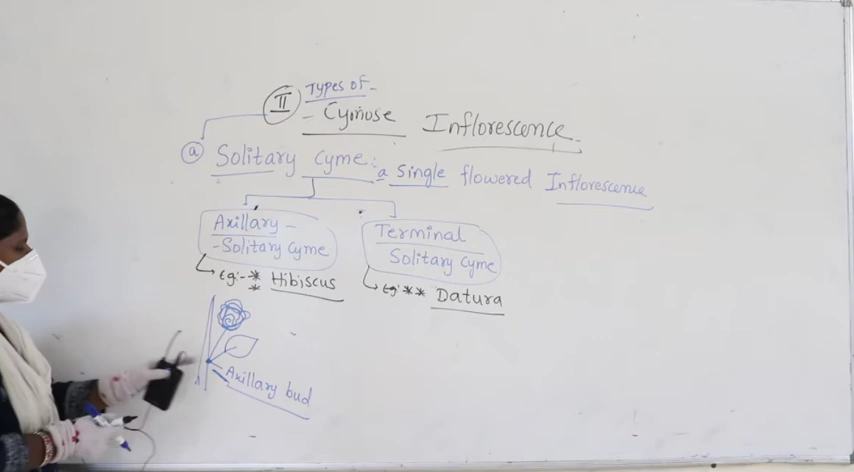 II Types of -
- Cymose Inflorescence.
a Solitary Cyme: a single flowered Inflorescence
Axillary -
- Solitary Cyme
Eg:- * Hibiscus
*
Terminal
Solitary Cyme
Eg: ** Datura
Axillary bud